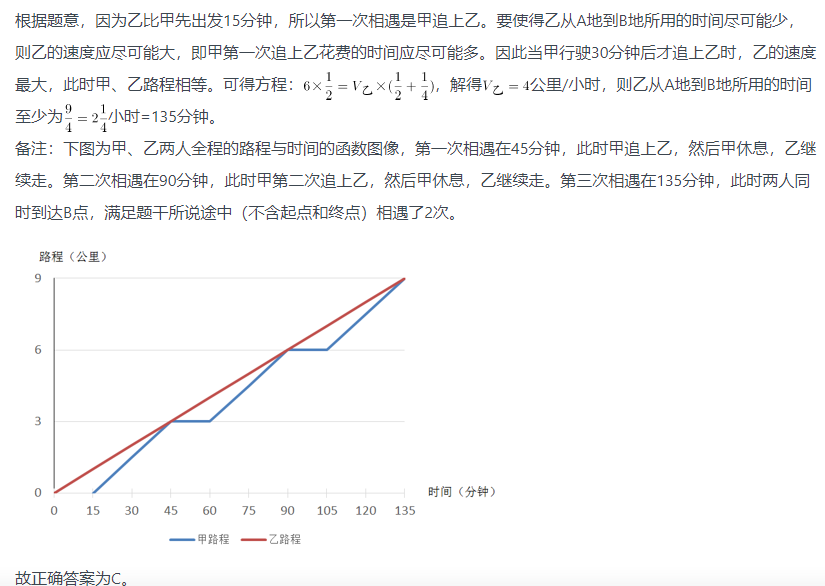 根据题意，因为乙比甲先出发15分钟，所以第一次相遇是甲追上乙。要使得乙从A地到B地所用的时间尽可能少，
则乙的速度应尽可能大，即甲第一次追上乙花费的时间应尽可能多。因此当甲行驶30分钟后才追上乙时，乙的速度
最大，此时甲、乙路程相等。可得方程：6×1/2=V乙×(1/2+1/4)，解得V乙=4公里/小时，则乙从A地到B地所用的时间
至少为9/4=2 1/4小时=135分钟。
备注：下图为甲、乙两人全程的路程与时间的函数图像，第一次相遇在45分钟，此时甲追上乙，然后甲休息，乙继
续走。第二次相遇在90分钟，此时甲第二次追上乙，然后甲休息，乙继续走。第三次相遇在135分钟，此时两人同
时到达B点，满足题干所说途中（不含起点和终点）相遇了2次。
路程（公里）
9
6
3
0
0 15 30 45 60 75 90 105 120 135
时间（分钟）
甲路程 乙路程
故正确答案为C。